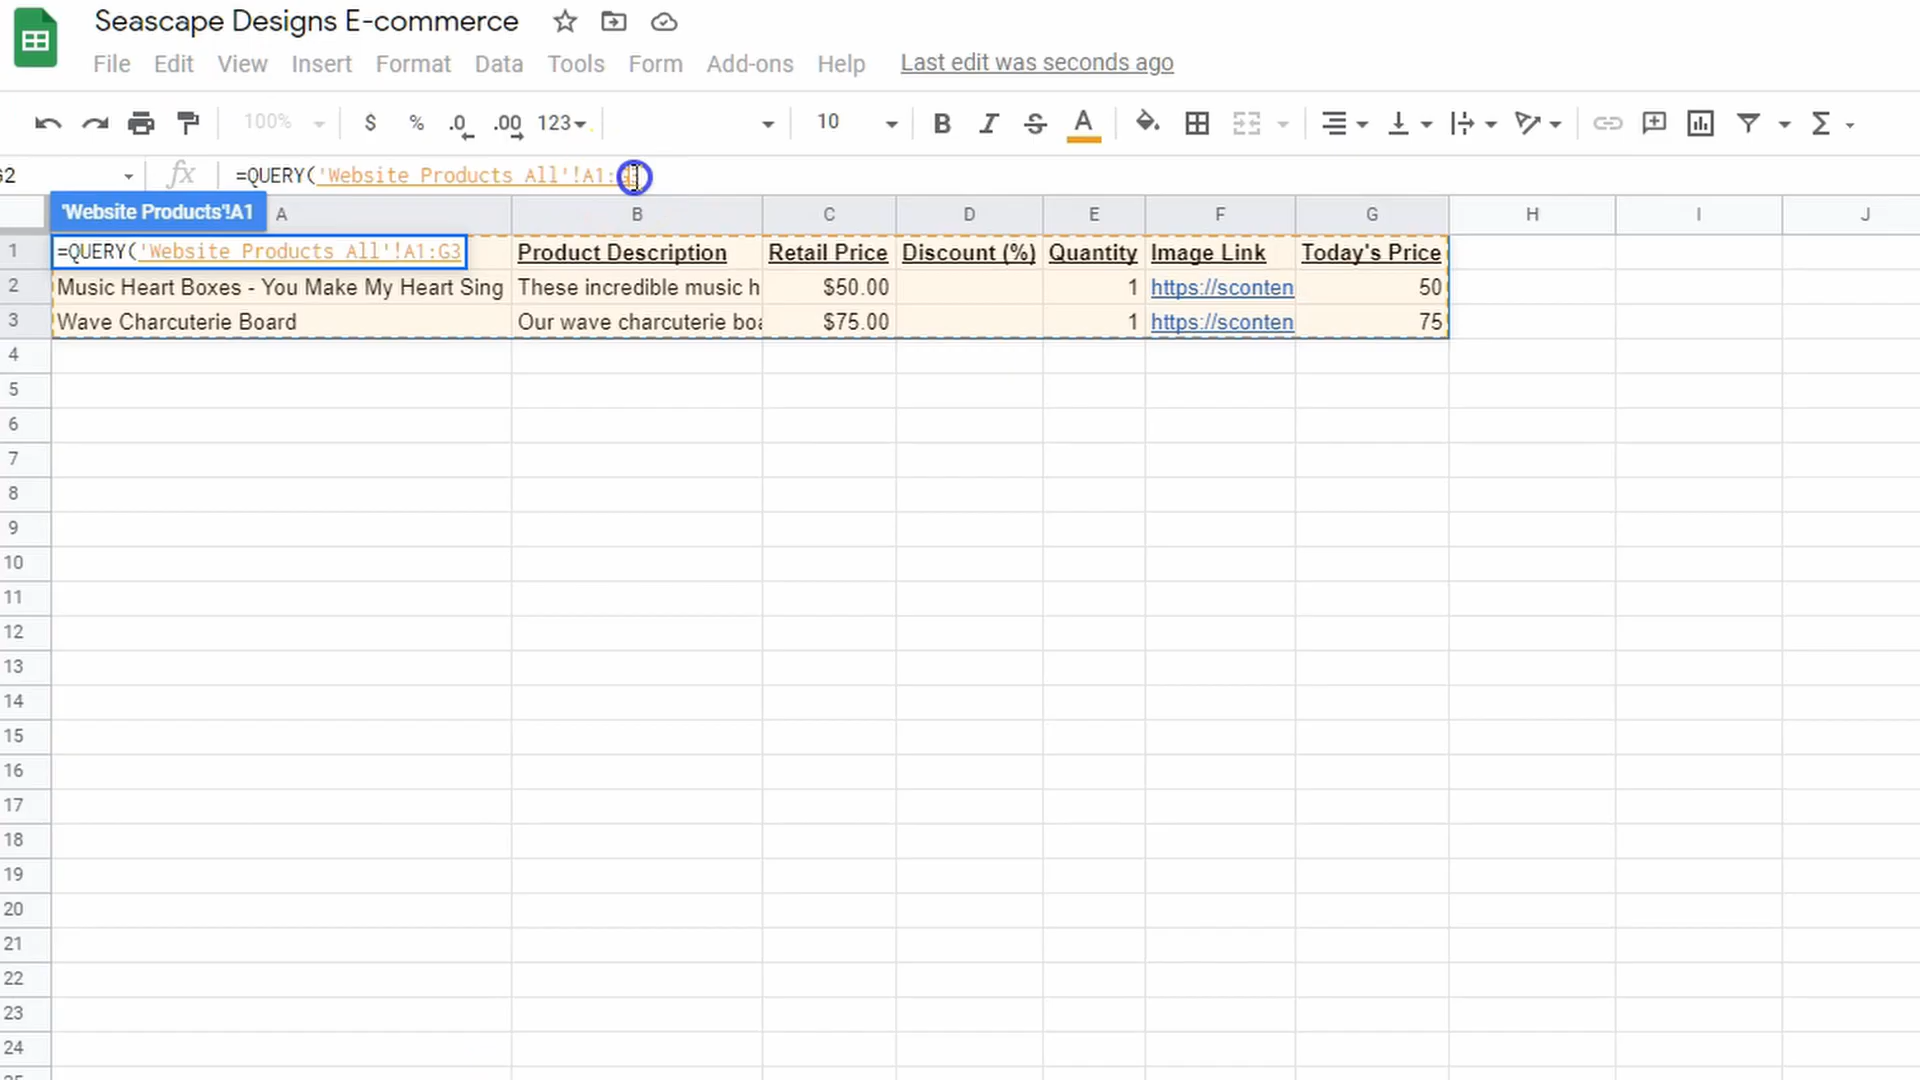 Seascape Designs E-commerce
File Edit View Insert Format Data Tools Form Add-ons Help Last edit was seconds ago
100% $ % .0 .00 123 10 B I S A Σ
G2 fx =QUERY('Website Products All'!A1:G3
'Website Products'!A1 A B C D E F G H I J
1 =QUERY('Website Products All'!A1:G3 Product Description Retail Price Discount (%) Quantity Image Link Today's Price
2 Music Heart Boxes - You Make My Heart Sing These incredible music h $50.00 1 https://sconten 50
3 Wave Charcuterie Board Our wave charcuterie boa $75.00 1 https://sconten 75
4
5
6
7
8
9
10
11
12
13
14
15
16
17
18
19
20
21
22
23
24